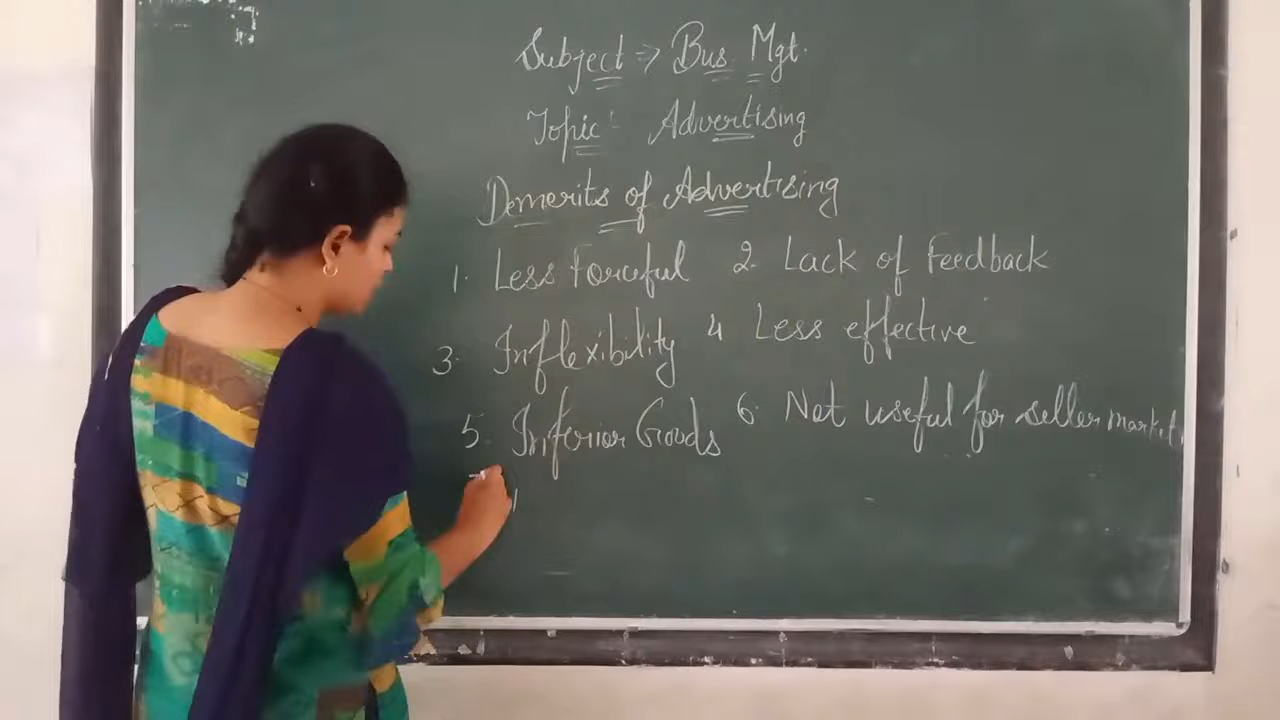 Subject => Bus Mgt.
Topic: Advertising
Demerits of Advertising
1. Less Forceful 2. Lack of Feedback
3. Inflexibility 4 Less effective
5. Inferior Goods 6. Not useful for seller market.